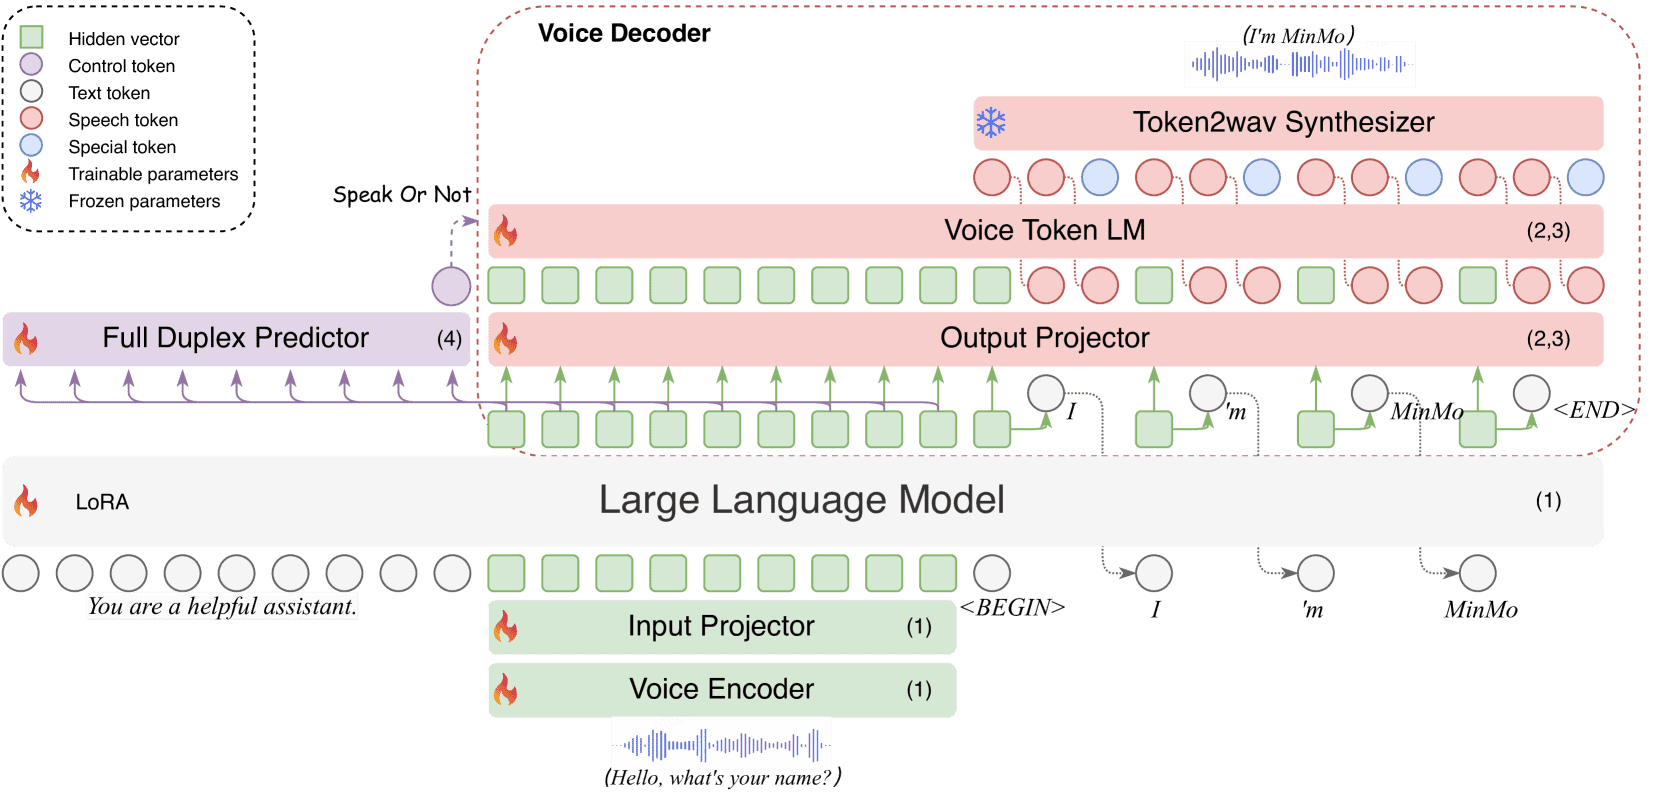 Hidden vector
Control token
Text token
Speech token
Special token
Trainable parameters
Frozen parameters
Voice Decoder
(I'm MinMo)
Token2wav Synthesizer
Speak Or Not
Voice Token LM (2,3)
Full Duplex Predictor (4)
Output Projector (2,3)
I 'm MinMo <END>
LoRA Large Language Model (1)
You are a helpful assistant. <BEGIN> I 'm MinMo
Input Projector (1)
Voice Encoder (1)
(Hello, what's your name?)